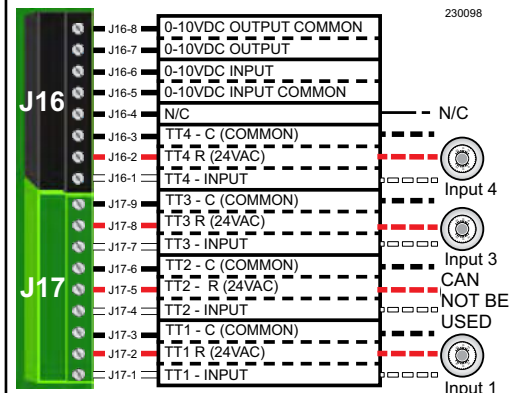 230098
J16
J16-8 0-10VDC OUTPUT COMMON
J16-7 0-10VDC OUTPUT
J16-6 0-10VDC INPUT
J16-5 0-10VDC INPUT COMMON
J16-4 N/C N/C
J16-3 TT4 - C (COMMON)
J16-2 TT4 R (24VAC)
J16-1 TT4 - INPUT
Input 4
J17
J17-9 TT3 - C (COMMON)
J17-8 TT3 R (24VAC)
J17-7 TT3 - INPUT
Input 3
J17-6 TT2 - C (COMMON)
J17-5 TT2 - R (24VAC)
J17-4 TT2 - INPUT
CAN
NOT BE
USED
J17-3 TT1 - C (COMMON)
J17-2 TT1 R (24VAC)
J17-1 TT1 - INPUT
Input 1